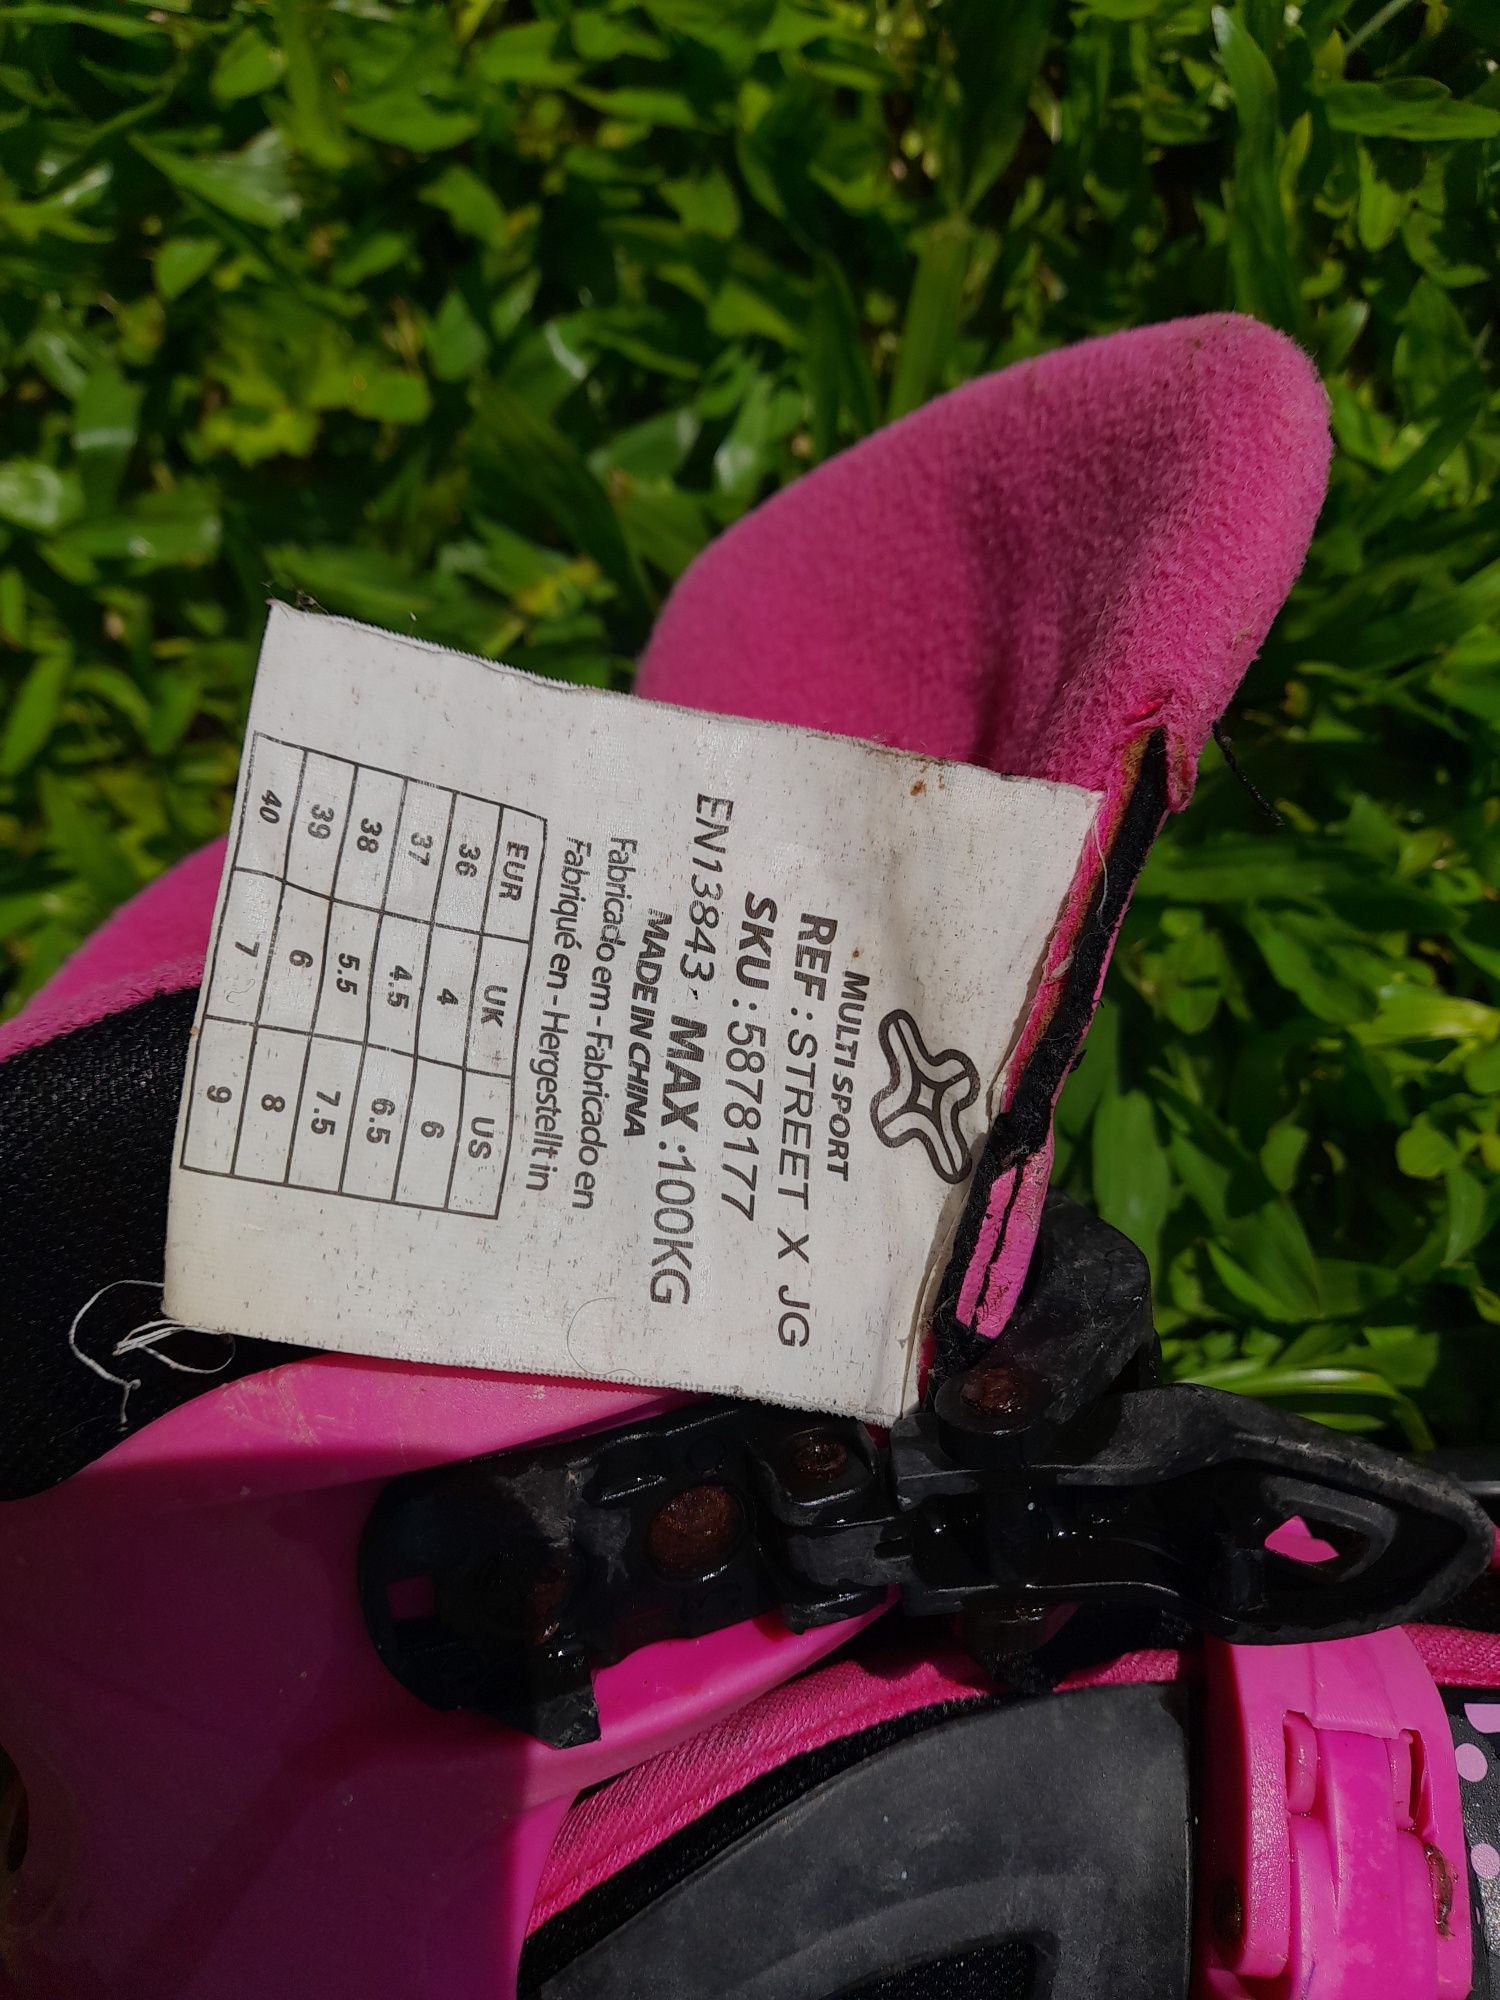 MULTI SPORT
REF : STREET X JG
SKU : 5878177
EN13843 · MAX :100KG
MADE IN CHINA
Fabricado em - Fabricado en
Fabriqué en - Hergestellt in
EUR UK US
36 4 6
37 4.5 6.5
38 5.5 7.5
39 6 8
40 7 9